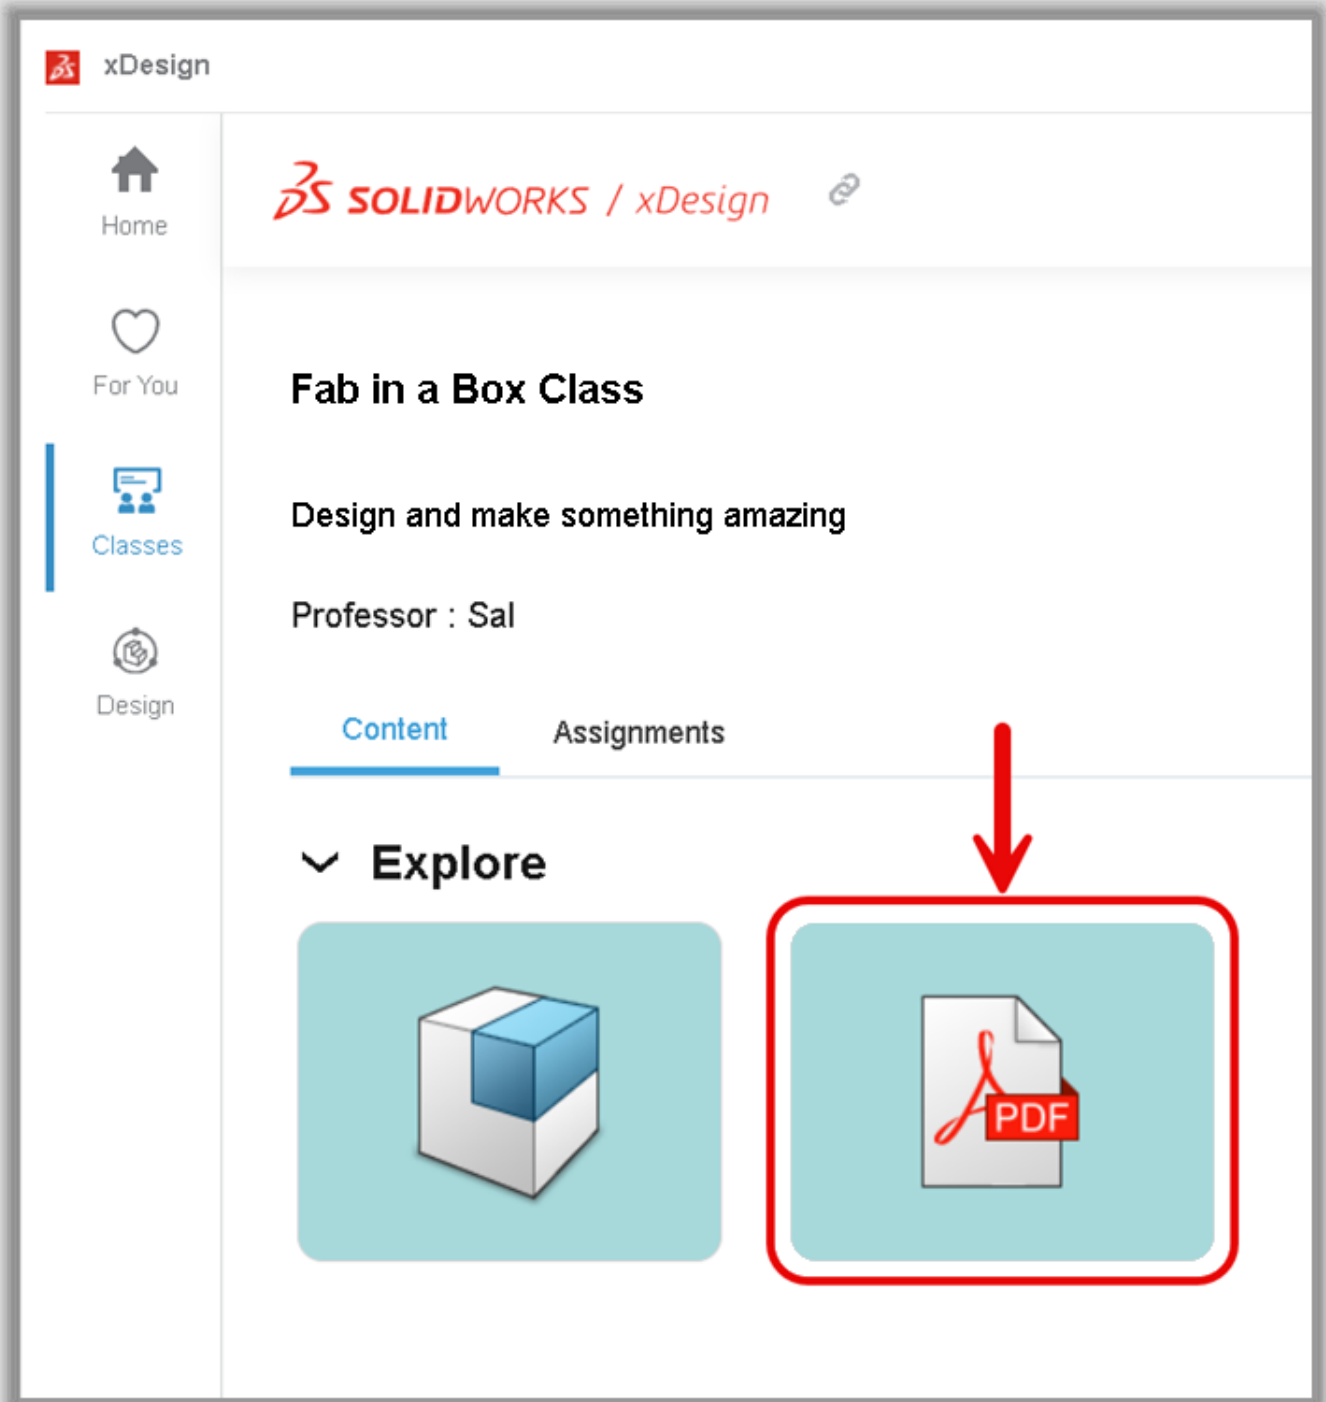 xDesign
Home
SOLIDWORKS / xDesign
For You
Fab in a Box Class
Classes
Design and make something amazing
Professor : Sal
Design
Content
Assignments
Explore
PDF